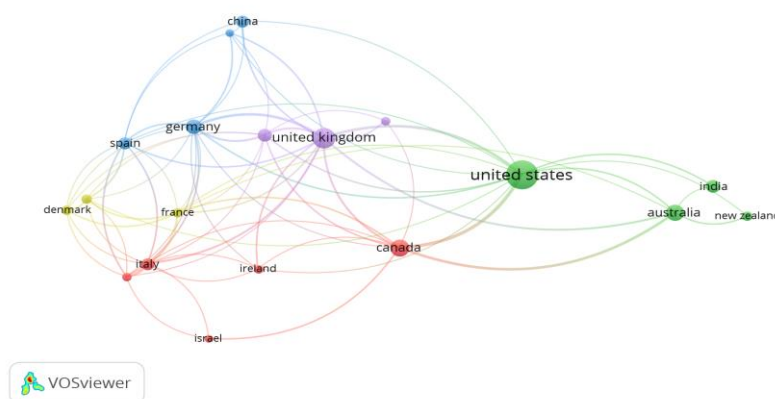 china
germany
united kingdom
spain
united states
india
denmark
france
australia
new zealand
canada
italy
ireland
israel
VOSviewer